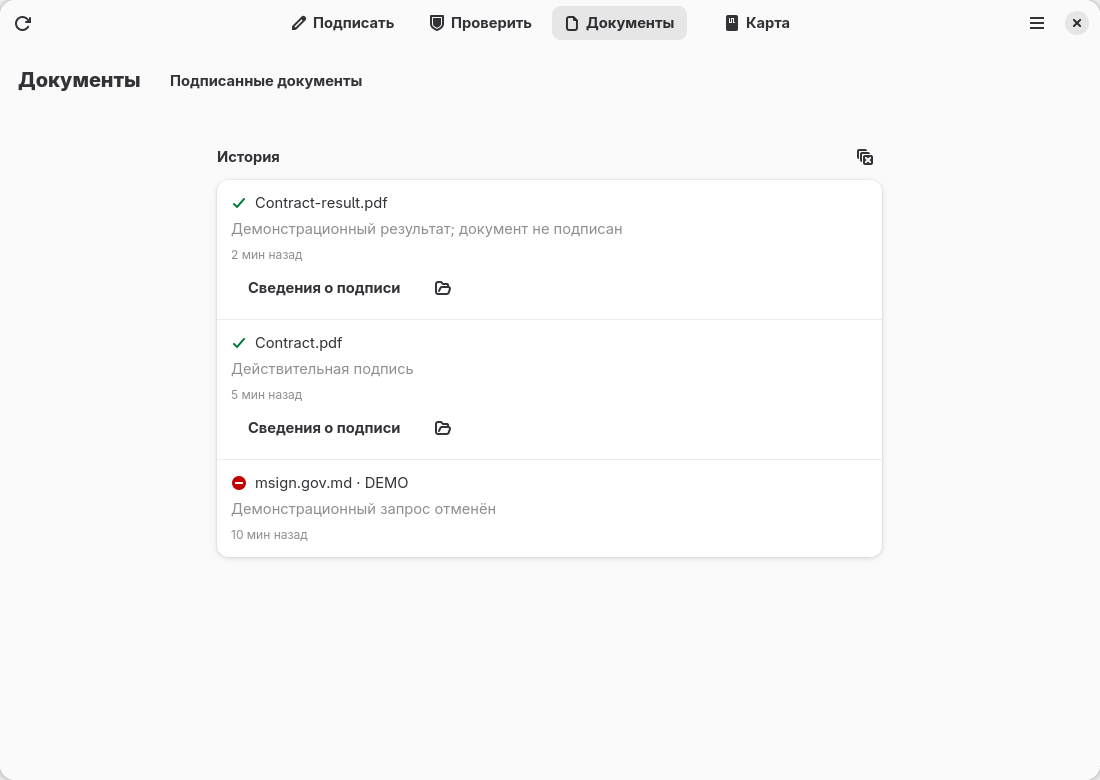 Подписать
Проверить
Документы
Карта
Документы
Подписанные документы
История
Contract-result.pdf
Демонстрационный результат; документ не подписан
2 мин назад
Сведения о подписи
Contract.pdf
Действительная подпись
5 мин назад
Сведения о подписи
msign.gov.md · DEMO
Демонстрационный запрос отменён
10 мин назад